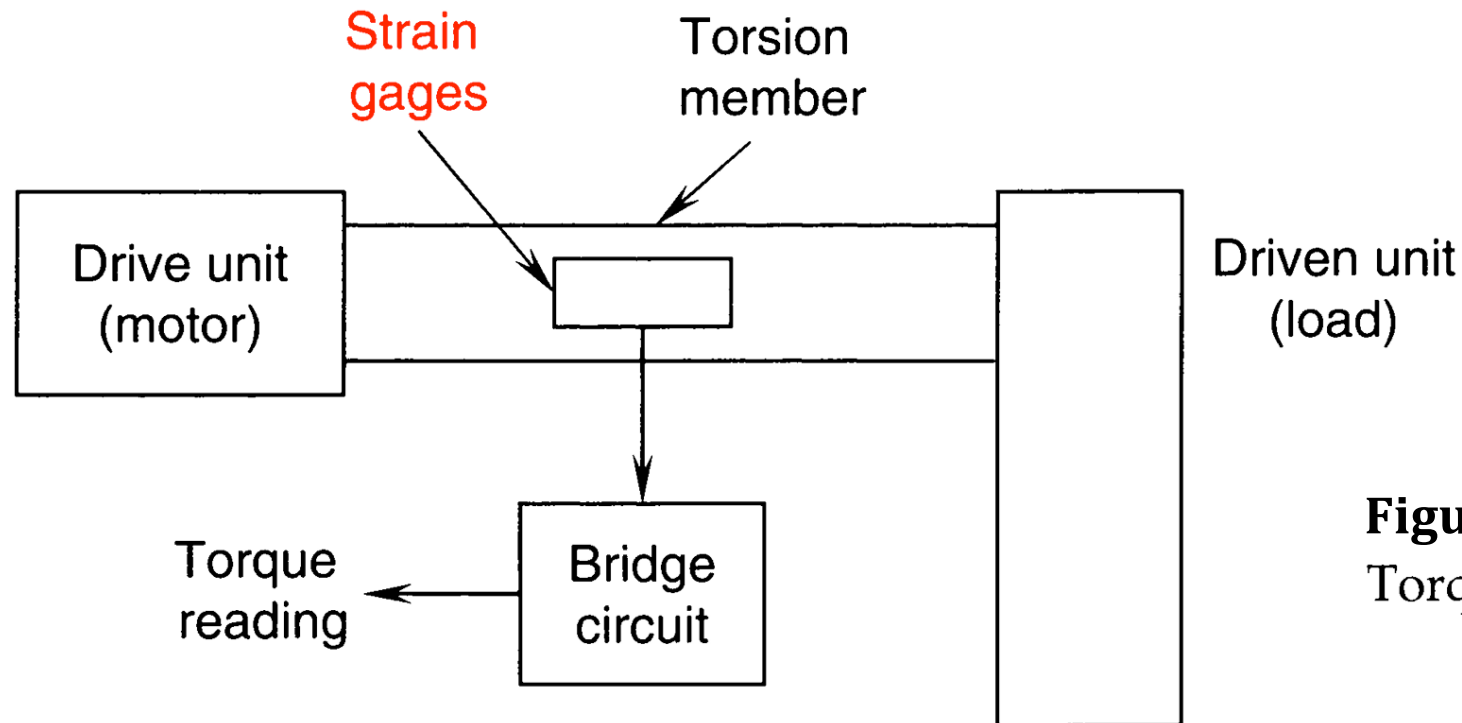 Strain
gages
Torsion
member
Drive unit
(motor)
Driven unit
(load)
Torque
reading
Bridge
circuit